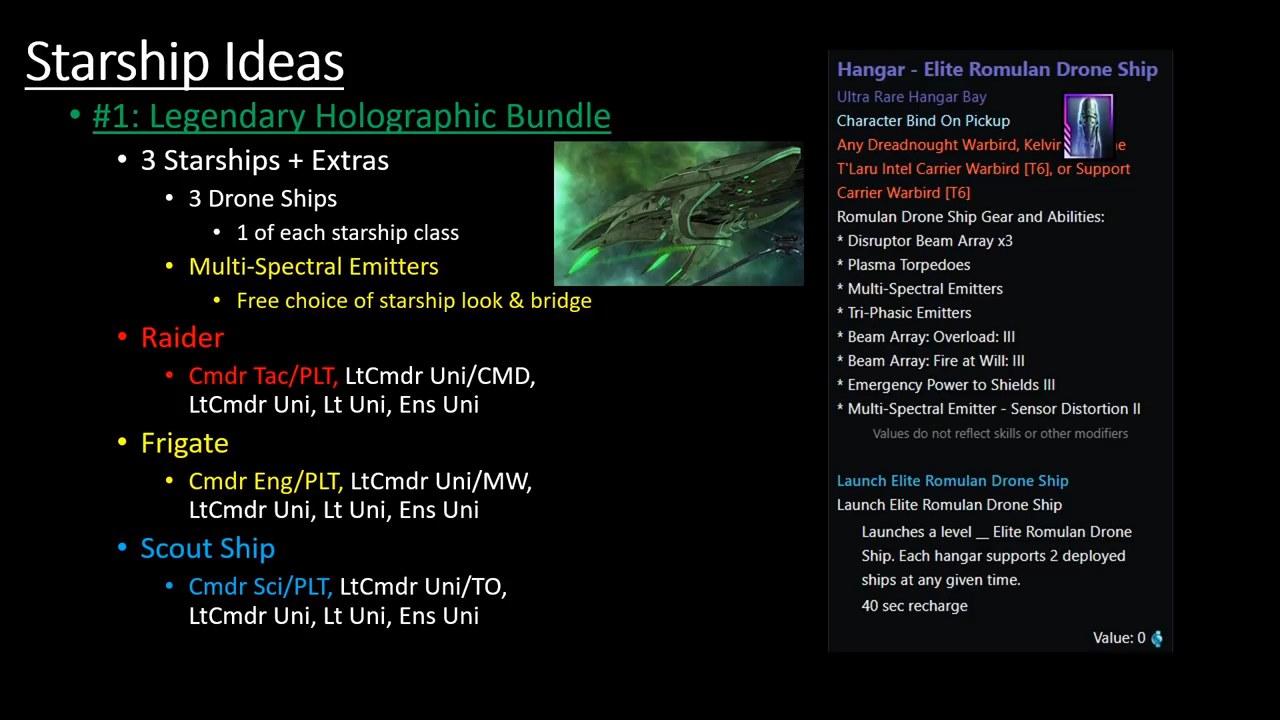 Starship Ideas
• #1: Legendary Holographic Bundle
• 3 Starships + Extras
• 3 Drone Ships
• 1 of each starship class
• Multi-Spectral Emitters
• Free choice of starship look & bridge
• Raider
• Cmdr Tac/PLT, LtCmdr Uni/CMD,
LtCmdr Uni, Lt Uni, Ens Uni
• Frigate
• Cmdr Eng/PLT, LtCmdr Uni/MW,
LtCmdr Uni, Lt Uni, Ens Uni
• Scout Ship
• Cmdr Sci/PLT, LtCmdr Uni/TO,
LtCmdr Uni, Lt Uni, Ens Uni
Hangar - Elite Romulan Drone Ship
Ultra Rare Hangar Bay
Character Bind On Pickup
Any Dreadnought Warbird, Kelvin
T'Laru Intel Carrier Warbird [T6], or Support
Carrier Warbird [T6]
Romulan Drone Ship Gear and Abilities:
* Disruptor Beam Array x3
* Plasma Torpedoes
* Multi-Spectral Emitters
* Tri-Phasic Emitters
* Beam Array: Overload: III
* Beam Array: Fire at Will: III
* Emergency Power to Shields III
* Multi-Spectral Emitter - Sensor Distortion II
Values do not reflect skills or other modifiers
Launch Elite Romulan Drone Ship
Launch Elite Romulan Drone Ship
Launches a level __ Elite Romulan Drone
Ship. Each hangar supports 2 deployed
ships at any given time.
40 sec recharge
Value: 0